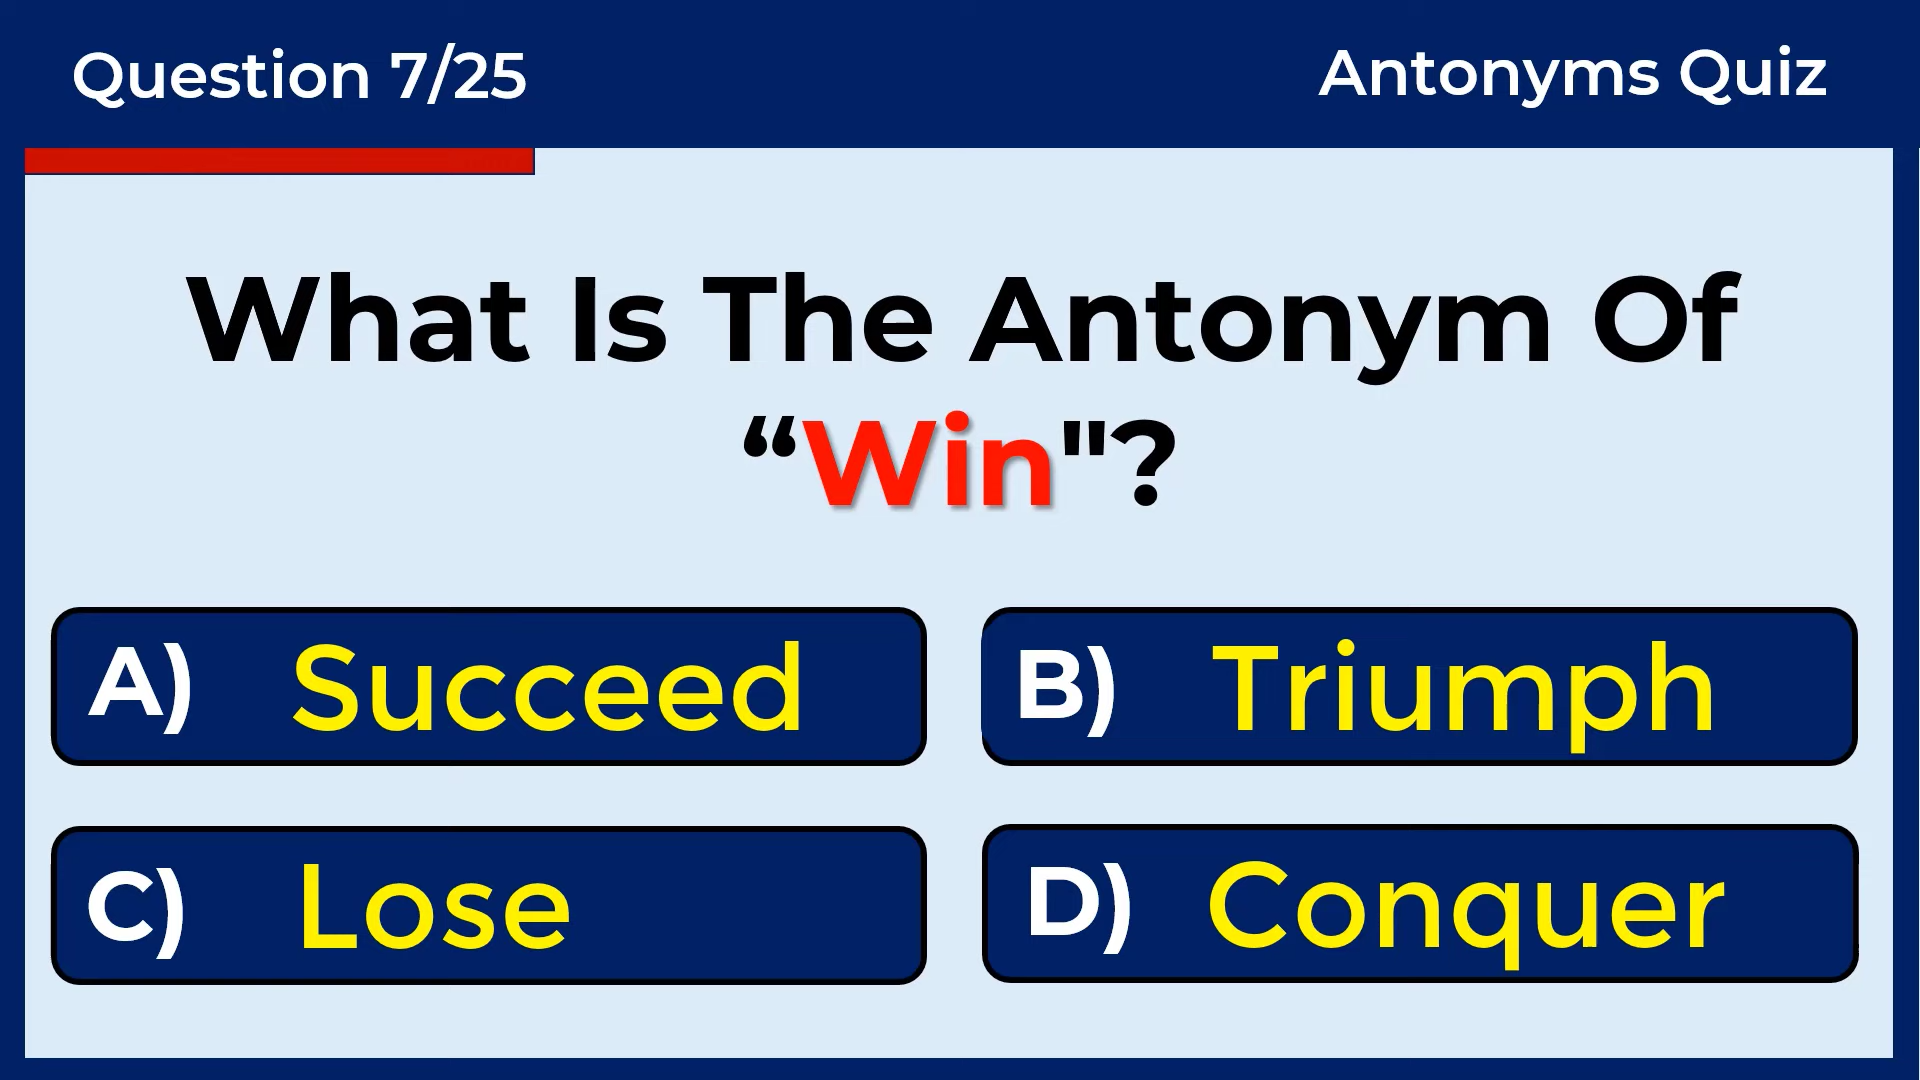 Question 7/25
Antonyms Quiz
What Is The Antonym Of
“Win"?
A) Succeed
B) Triumph
C) Lose
D) Conquer